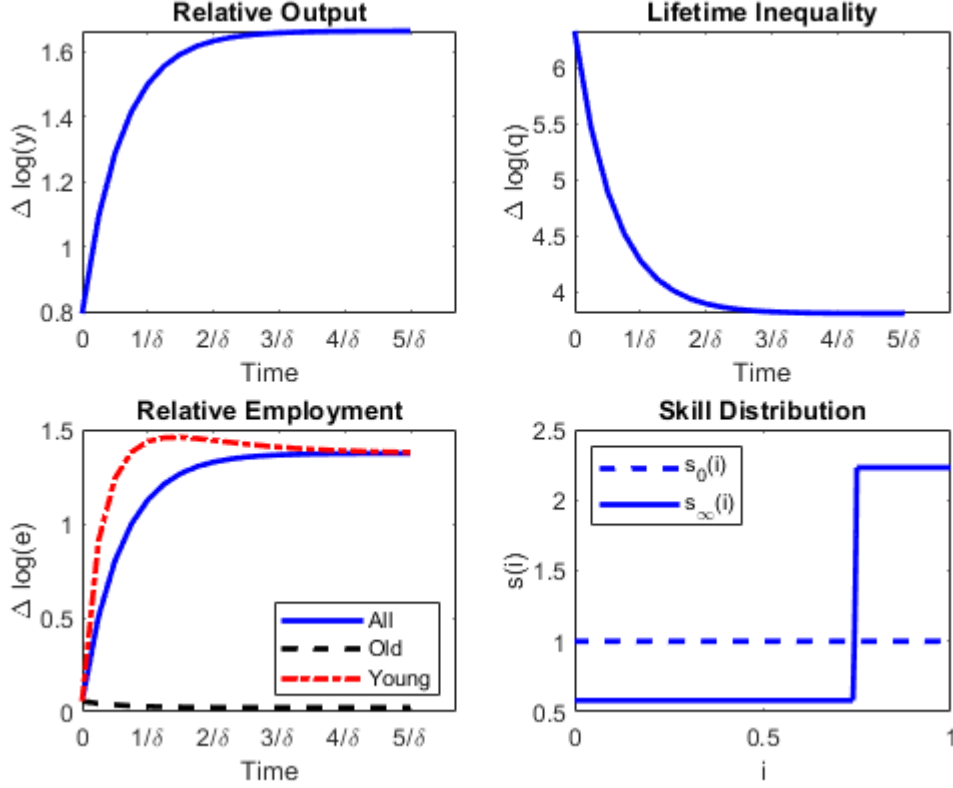 Relative Output
Δ log(y)
1.6
1.4
1.2
1
0.8
0 1/δ 2/δ 3/δ 4/δ 5/δ
Time
Lifetime Inequality
Δ log(q)
6
5.5
5
4.5
4
0 1/δ 2/δ 3/δ 4/δ 5/δ
Time
Relative Employment
Δ log(e)
1.5
1
0.5
0
All
Old
Young
0 1/δ 2/δ 3/δ 4/δ 5/δ
Time
Skill Distribution
s(i)
2.5
2
1.5
1
0.5
s₀(i)
s∞(i)
0 0.5 1
i